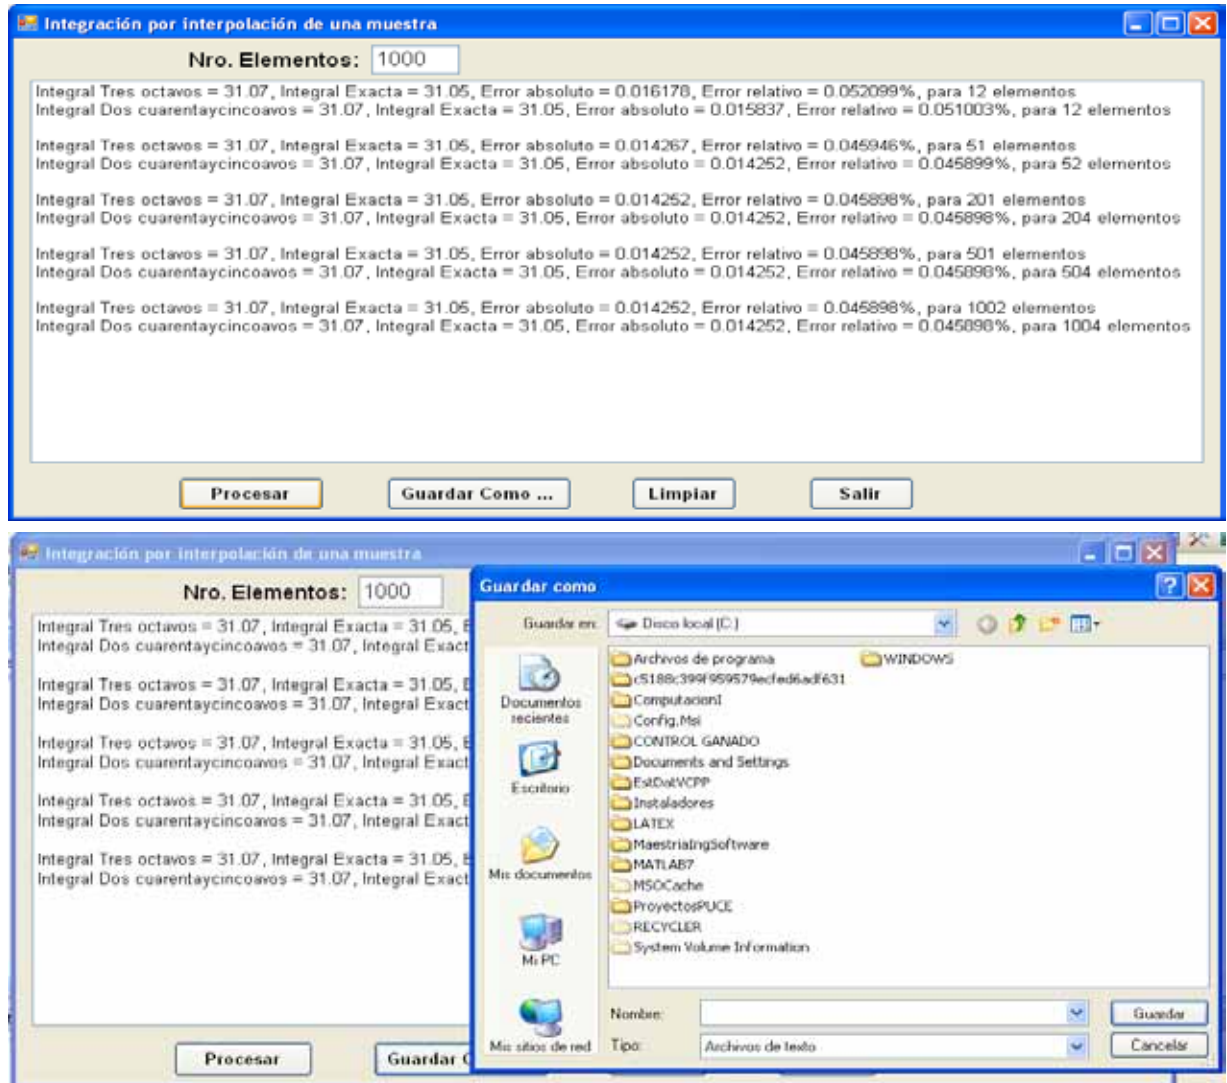 Integración por interpolación de una muestra
Nro. Elementos: 1000
Integral Tres octavos = 31.07, Integral Exacta = 31.05, Error absoluto = 0.016178, Error relativo = 0.052099%, para 12 elementos
Integral Dos cuarentaycincoavos = 31.07, Integral Exacta = 31.05, Error absoluto = 0.015837, Error relativo = 0.051003%, para 12 elementos
Integral Tres octavos = 31.07, Integral Exacta = 31.05, Error absoluto = 0.014267, Error relativo = 0.045946%, para 51 elementos
Integral Dos cuarentaycincoavos = 31.07, Integral Exacta = 31.05, Error absoluto = 0.014252, Error relativo = 0.045899%, para 52 elementos
Integral Tres octavos = 31.07, Integral Exacta = 31.05, Error absoluto = 0.014252, Error relativo = 0.045898%, para 201 elementos
Integral Dos cuarentaycincoavos = 31.07, Integral Exacta = 31.05, Error absoluto = 0.014252, Error relativo = 0.045898%, para 204 elementos
Integral Tres octavos = 31.07, Integral Exacta = 31.05, Error absoluto = 0.014252, Error relativo = 0.045898%, para 501 elementos
Integral Dos cuarentaycincoavos = 31.07, Integral Exacta = 31.05, Error absoluto = 0.014252, Error relativo = 0.045898%, para 504 elementos
Integral Tres octavos = 31.07, Integral Exacta = 31.05, Error absoluto = 0.014252, Error relativo = 0.045898%, para 1002 elementos
Integral Dos cuarentaycincoavos = 31.07, Integral Exacta = 31.05, Error absoluto = 0.014252, Error relativo = 0.045898%, para 1004 elementos
Procesar Guardar Como ... Limpiar Salir
Integración por interpolación de una muestra
Nro. Elementos: 1000
Integral Tres octavos = 31.07, Integral Exacta = 31.05, E
Integral Dos cuarentaycincoavos = 31.07, Integral Exact
Integral Tres octavos = 31.07, Integral Exacta = 31.05, E
Integral Dos cuarentaycincoavos = 31.07, Integral Exact
Integral Tres octavos = 31.07, Integral Exacta = 31.05, E
Integral Dos cuarentaycincoavos = 31.07, Integral Exact
Integral Tres octavos = 31.07, Integral Exacta = 31.05, E
Integral Dos cuarentaycincoavos = 31.07, Integral Exact
Integral Tres octavos = 31.07, Integral Exacta = 31.05, E
Integral Dos cuarentaycincoavos = 31.07, Integral Exact
Procesar Guardar C
Guardar como
Guardar en: Disco local (C:)
Documentos recientes
Escritorio
Mis documentos
Mi PC
Mis sitios de red
Archivos de programa
c5188c399f959579ecfed6adf631
ComputacionI
Config.Msi
CONTROL GANADO
Documents and Settings
EstDatVCPP
Instaladores
LATEX
MaestriaIngSoftware
MATLAB7
MSOCache
ProyectosPUCE
RECYCLER
System Volume Information
WINDOWS
Nombre: Guardar
Tipo: Archivos de texto Cancelar